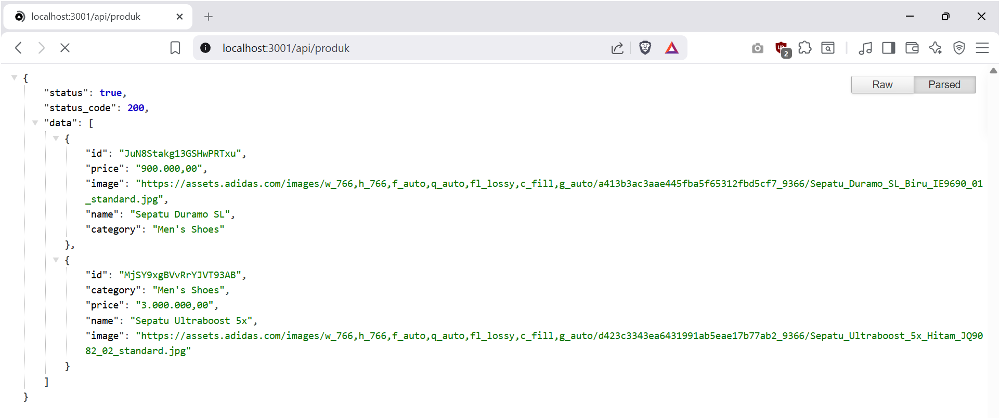 localhost:3001/api/produk
localhost:3001/api/produk
2
Raw
Parsed
{
"status": true,
"status_code": 200,
"data": [
{
"id": "JuN8Stakg13GSHwPRTxu",
"price": "900.000,00",
"image": "https://assets.adidas.com/images/w_766,h_766,f_auto,q_auto,fl_lossy,c_fill,g_auto/a413b3ac3aae445fba5f65312fbd5cf7_9366/Sepatu_Duramo_SL_Biru_IE9690_01
_standard.jpg",
"name": "Sepatu Duramo SL",
"category": "Men's Shoes"
},
{
"id": "MjSY9xgBVvRrYJVT93AB",
"category": "Men's Shoes",
"price": "3.000.000,00",
"name": "Sepatu Ultraboost 5x",
"image": "https://assets.adidas.com/images/w_766,h_766,f_auto,q_auto,fl_lossy,c_fill,g_auto/d423c3343ea6431991ab5eae17b77ab2_9366/Sepatu_Ultraboost_5x_Hitam_JQ90
82_02_standard.jpg"
}
]
}